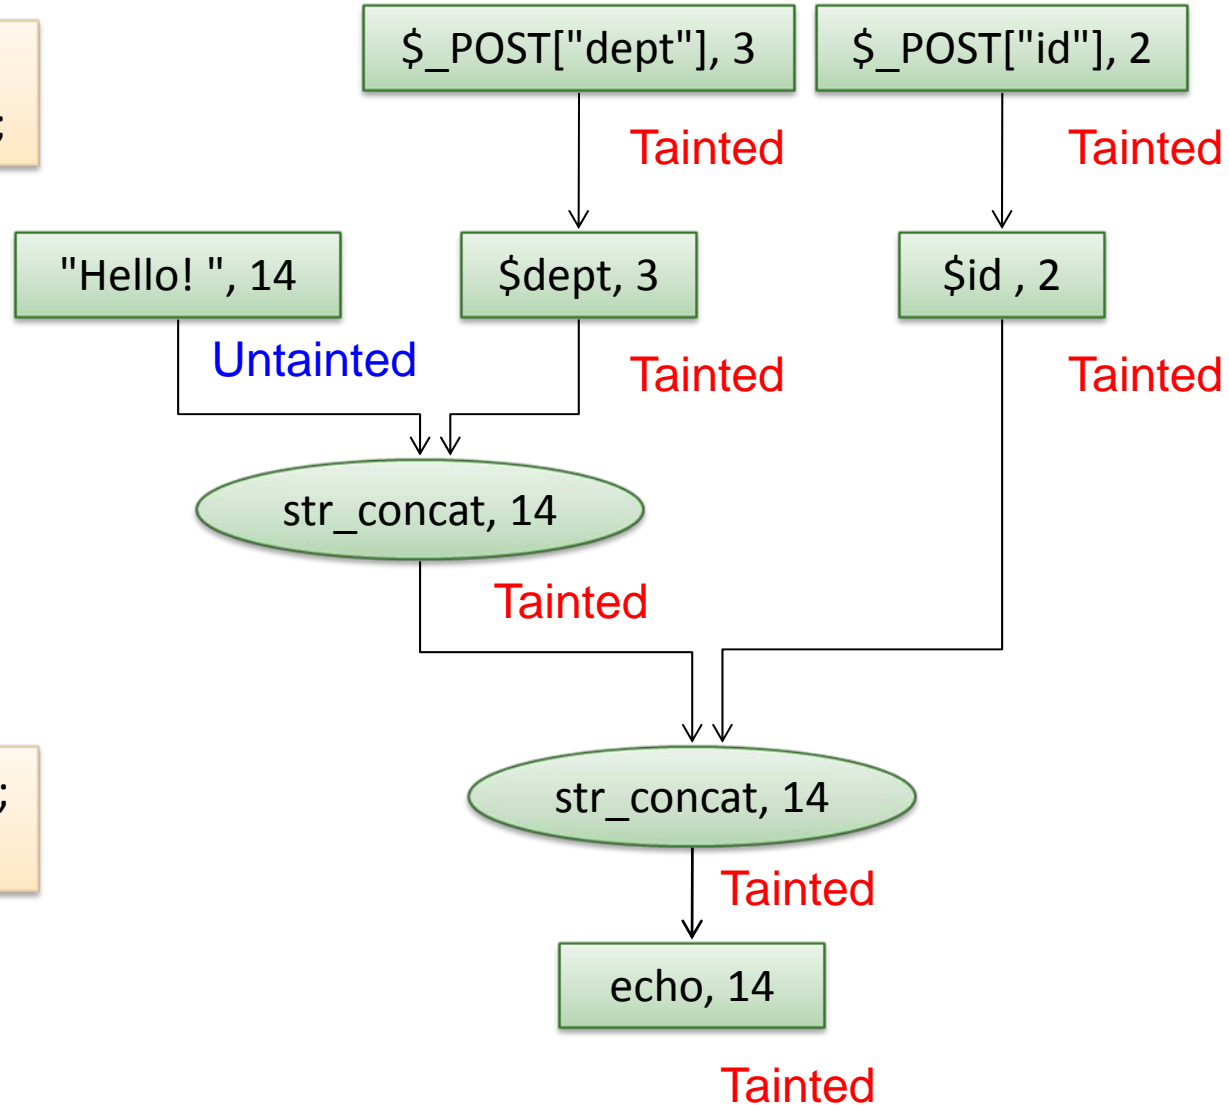 $_POST["dept"], 3
$_POST["id"], 2
;
Tainted
Tainted
"Hello! ", 14
$dept, 3
$id , 2
Untainted
Tainted
Tainted
str_concat, 14
Tainted
;
str_concat, 14
Tainted
echo, 14
Tainted